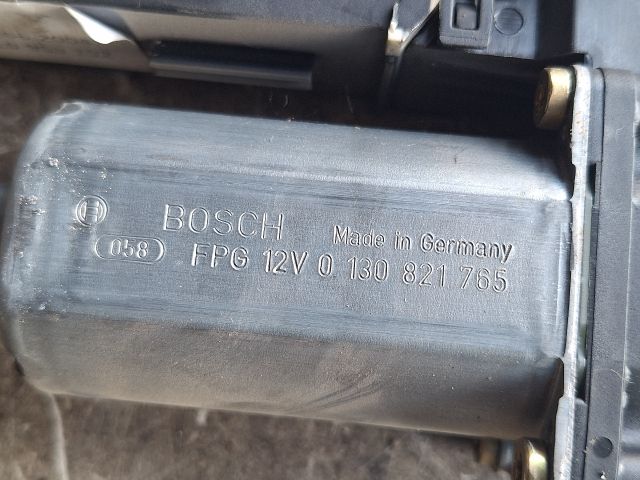 BOSCH Made in Germany
058 FPG 12V 0 130 821 765